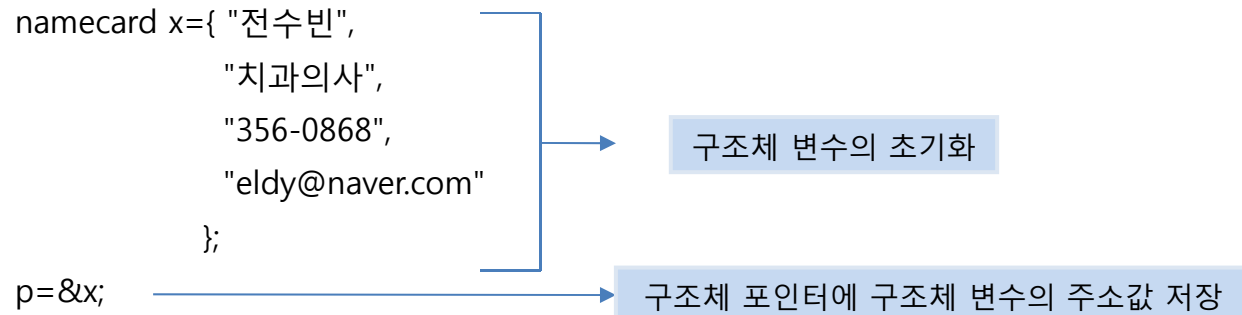 namecard x={ "전수빈",
"치과의사",
"356-0868",
"eldy@naver.com"
};
구조체 변수의 초기화
p=&x;
구조체 포인터에 구조체 변수의 주소값 저장